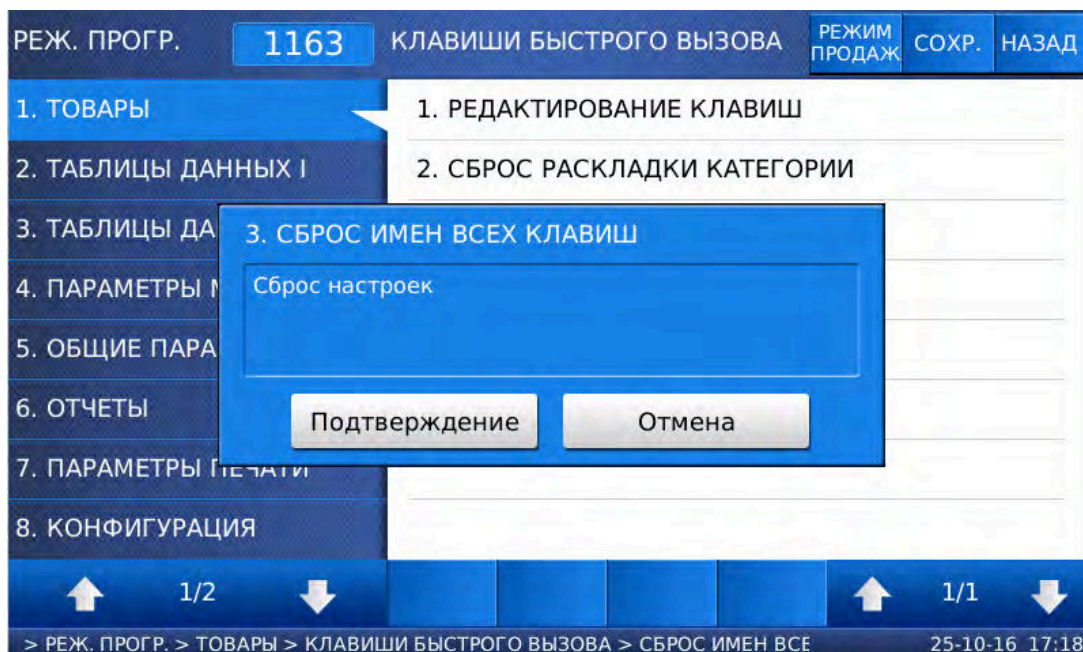 РЕЖ. ПРОГР. 1163 КЛАВИШИ БЫСТРОГО ВЫЗОВА РЕЖИМ ПРОДАЖ СОХР. НАЗАД
1. ТОВАРЫ
1. РЕДАКТИРОВАНИЕ КЛАВИШ
2. ТАБЛИЦЫ ДАННЫХ I
2. СБРОС РАСКЛАДКИ КАТЕГОРИИ
3. ТАБЛИЦЫ ДА
3. СБРОС ИМЕН ВСЕХ КЛАВИШ
4. ПАРАМЕТРЫ
Сброс настроек
5. ОБЩИЕ ПАРА
6. ОТЧЕТЫ
Подтверждение Отмена
7. ПАРАМЕТРЫ ПЕЧАТИ
8. КОНФИГУРАЦИЯ
1/2 1/1
> РЕЖ. ПРОГР. > ТОВАРЫ > КЛАВИШИ БЫСТРОГО ВЫЗОВА > СБРОС ИМЕН ВСЕ 25-10-16 17:18